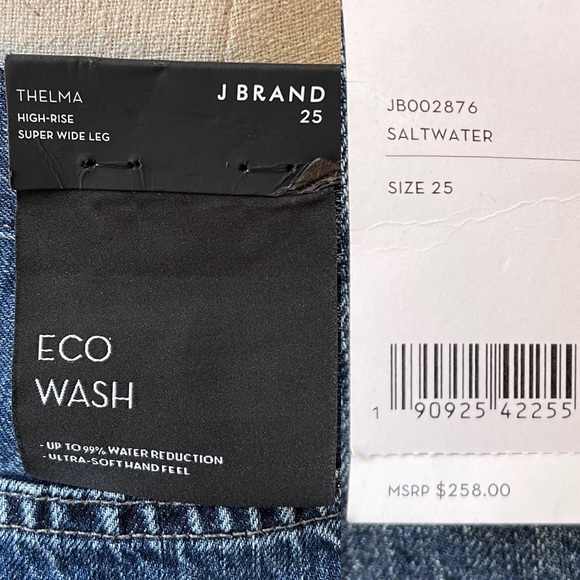 THELMA
HIGH-RISE
SUPER WIDE LEG
J BRAND
25
ECO
WASH
- UP TO 99% WATER REDUCTION
- ULTRA-SOFT HAND FEEL
JB002876
SALTWATER
SIZE 25
1 90925 42255
MSRP $258.00